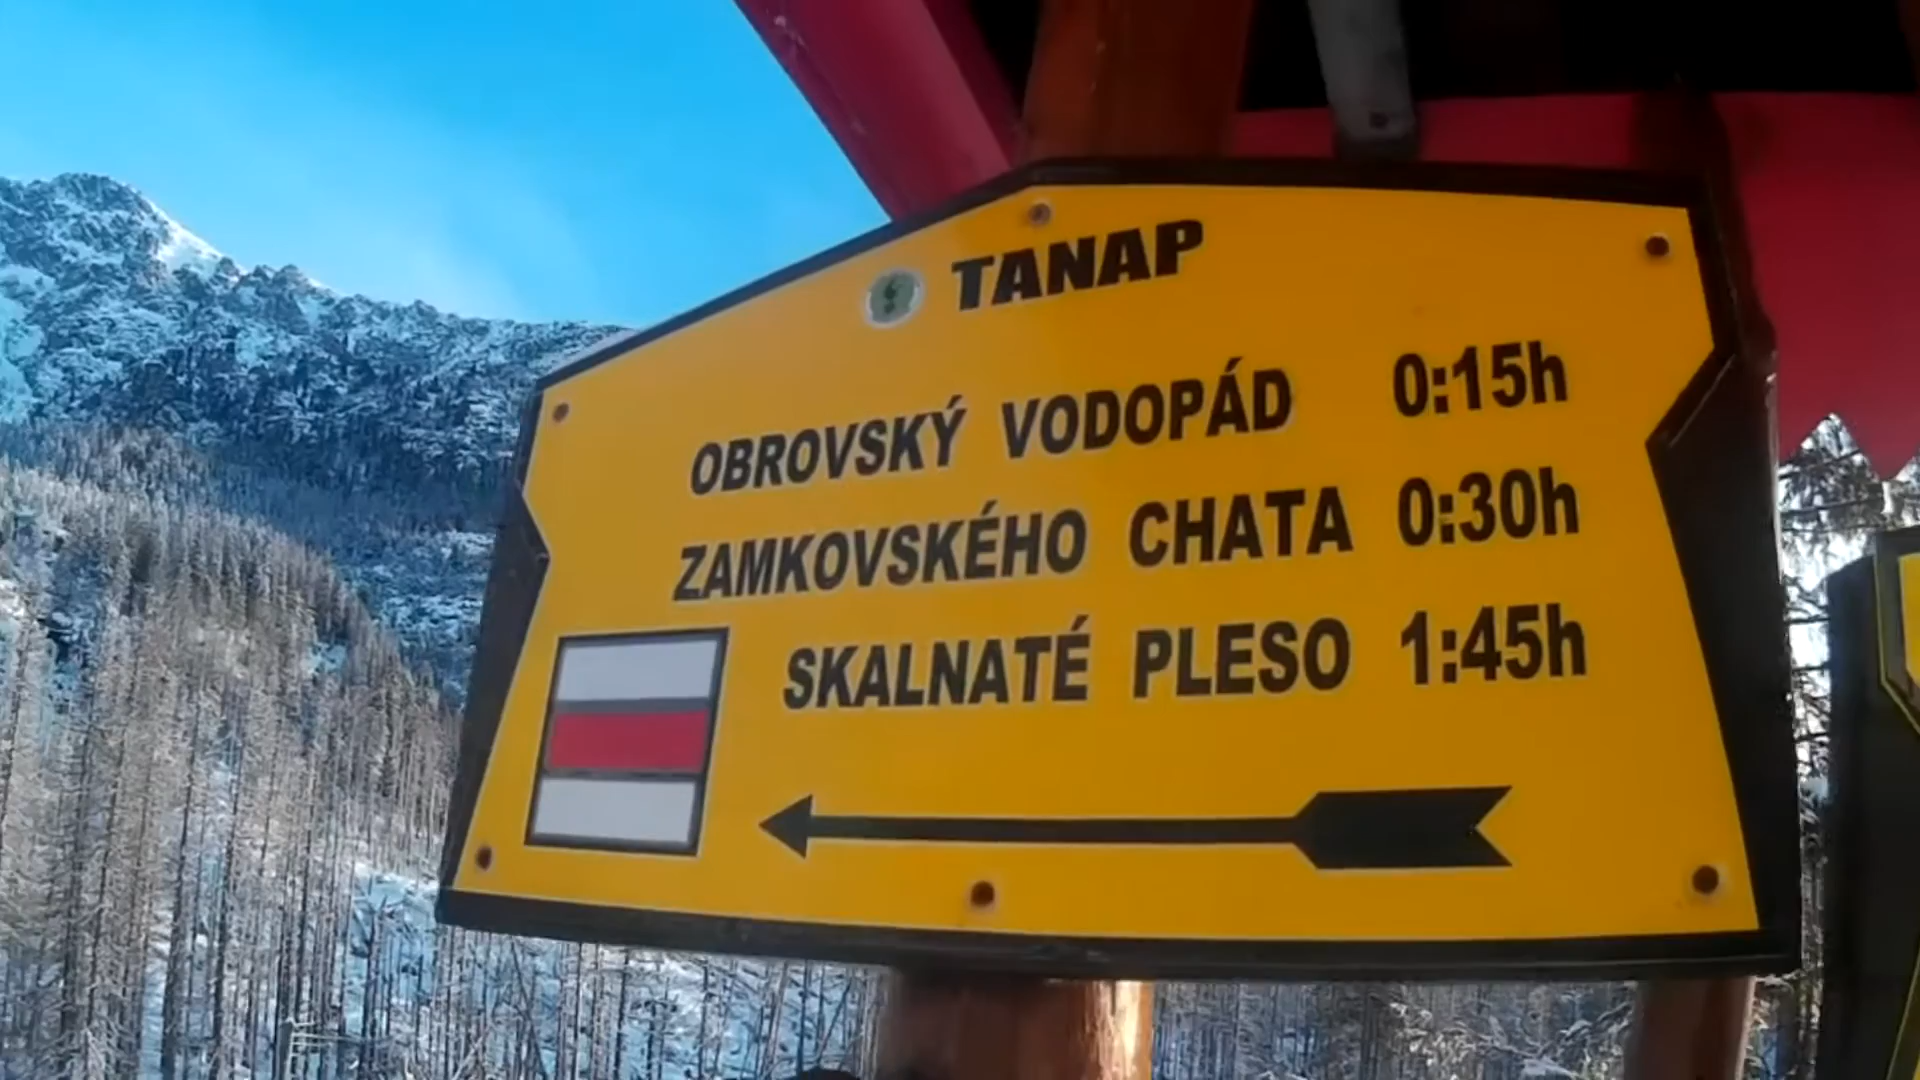 TANAP
OBROVSKÝ VODOPÁD 0:15h
ZAMKOVSKÉHO CHATA 0:30h
SKALNATÉ PLESO 1:45h